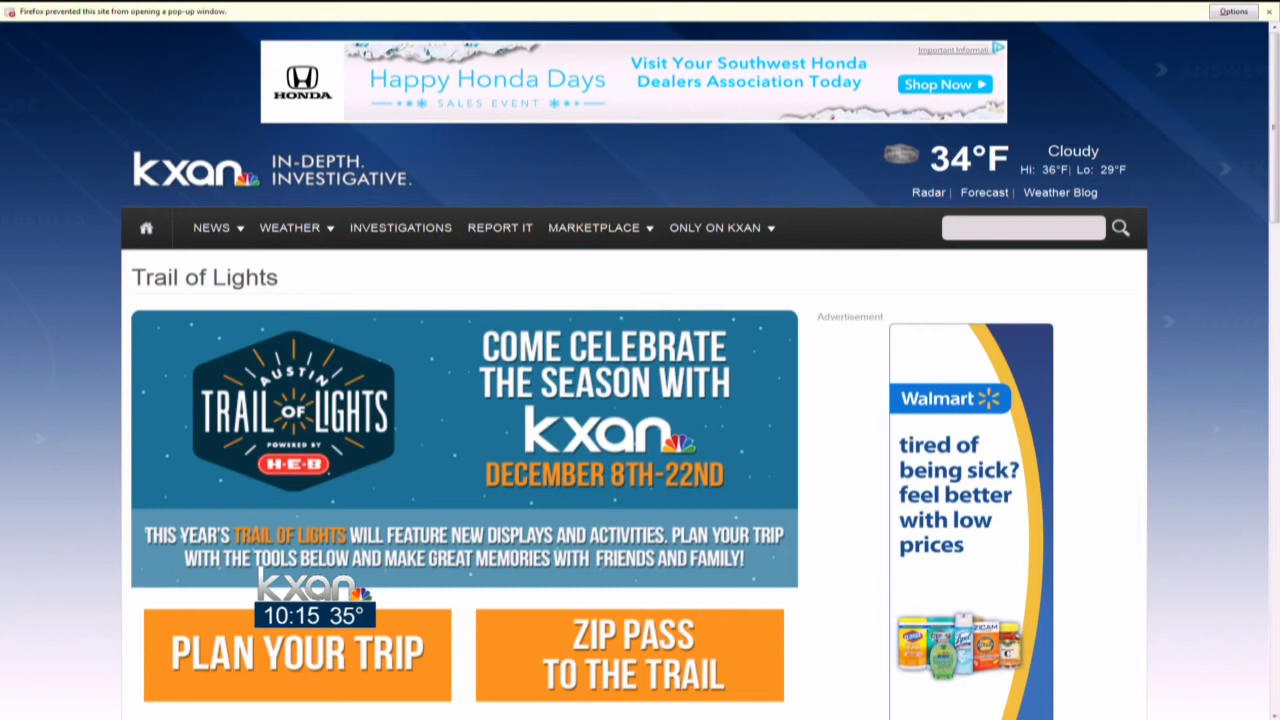 Firefox prevented this site from opening a pop-up window.
Options
HONDA
Happy Honda Days
SALES EVENT
Visit Your Southwest Honda
Dealers Association Today
Important Informati
Shop Now
kxan
IN-DEPTH.
INVESTIGATIVE.
34°F
Cloudy
Hi: 36°F| Lo: 29°F
Radar | Forecast | Weather Blog
NEWS WEATHER INVESTIGATIONS REPORT IT MARKETPLACE ONLY ON KXAN
Trail of Lights
AUSTIN
TRAIL OF LIGHTS
POWERED BY
H-E-B
COME CELEBRATE
THE SEASON WITH
kxan
DECEMBER 8TH-22ND
THIS YEAR'S TRAIL OF LIGHTS WILL FEATURE NEW DISPLAYS AND ACTIVITIES. PLAN YOUR TRIP
WITH THE TOOLS BELOW AND MAKE GREAT MEMORIES WITH FRIENDS AND FAMILY!
kxan
10:15 35°
PLAN YOUR TRIP
ZIP PASS
TO THE TRAIL
Advertisement
Walmart
tired of
being sick?
feel better
with low
prices
ZICAM